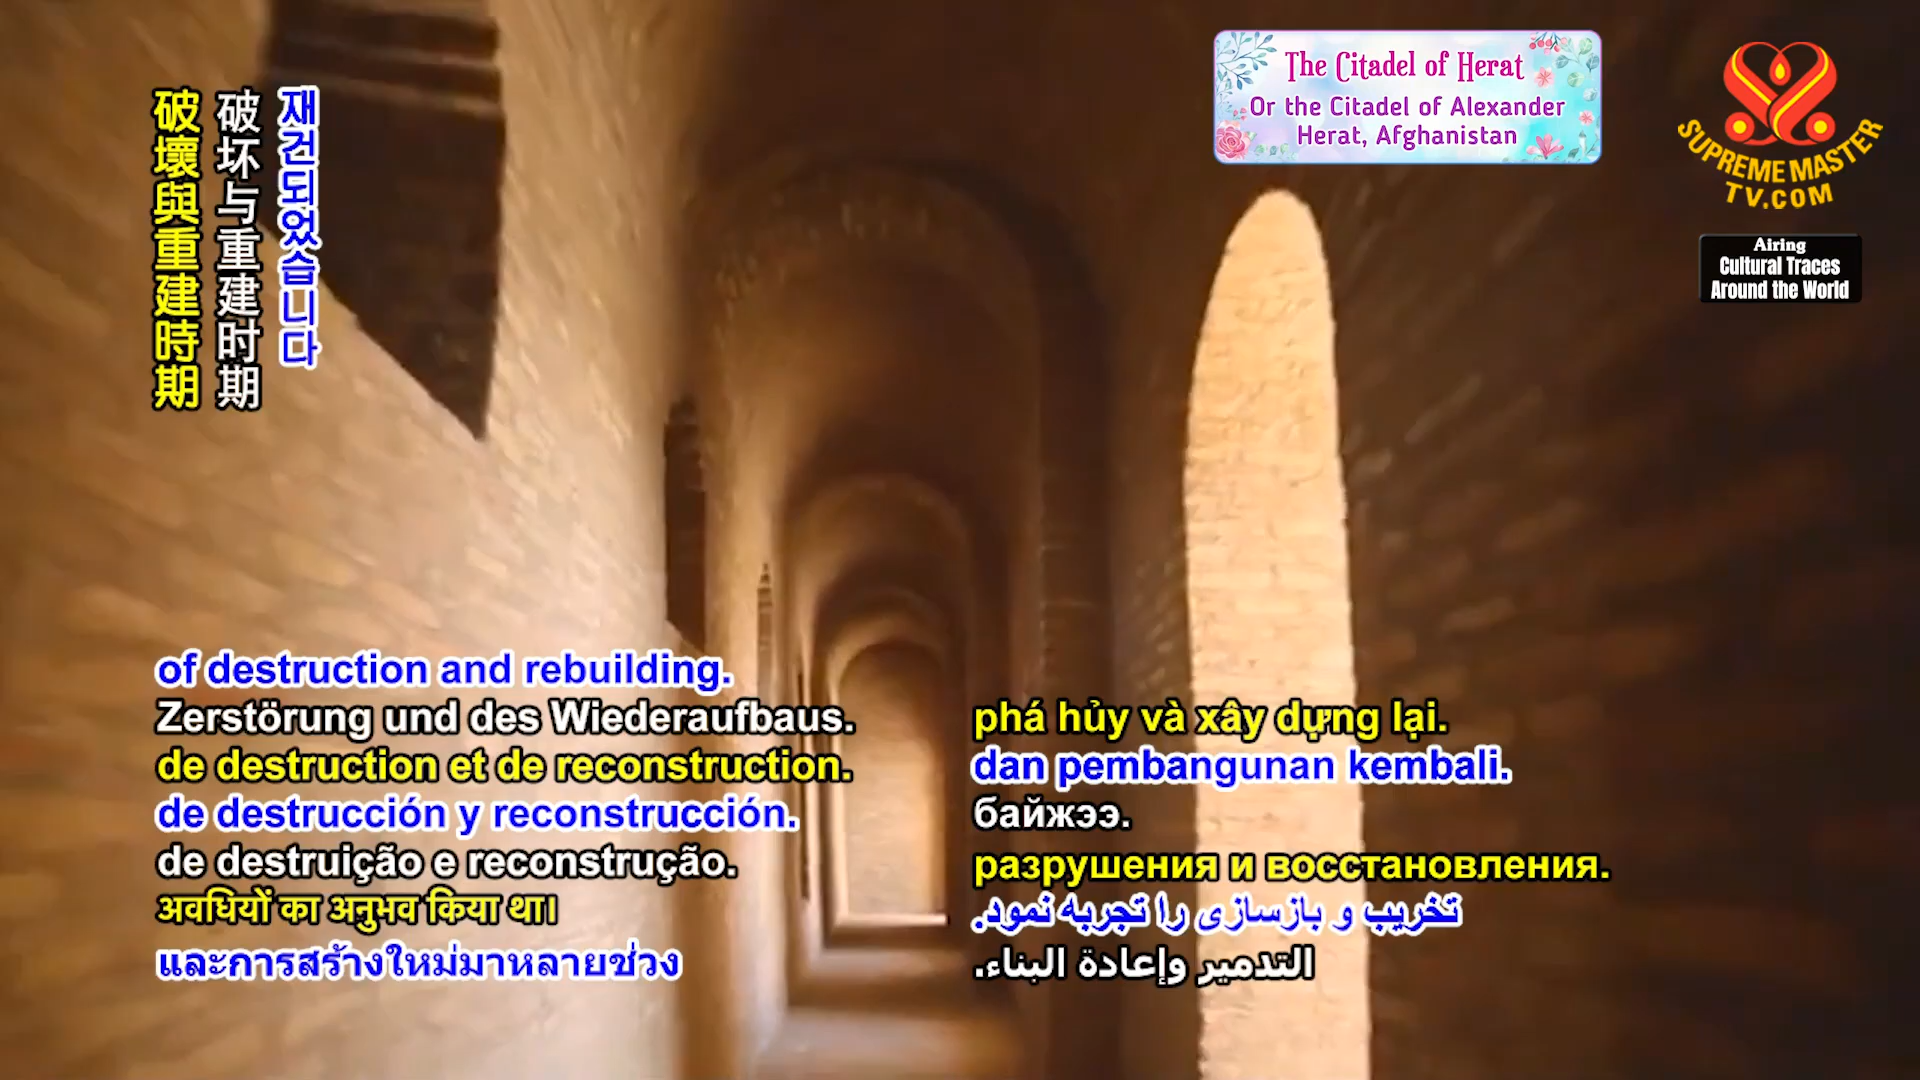 The Citadel of Herat
Or the Citadel of Alexander
Herat, Afghanistan
SUPREME MASTER
TV.COM
Airing
Cultural Traces
Around the World
재건되었습니다
破坏与重建时期
破壞與重建時期
of destruction and rebuilding.
Zerstörung und des Wiederaufbaus.
de destruction et de reconstruction.
de destrucción y reconstrucción.
de destruição e reconstrução.
अवधियों का अनुभव किया था।
และการสร้างใหม่มาหลายช่วง
phá hủy và xây dựng lại.
dan pembangunan kembali.
байжээ.
разрушения и восстановления.
تخریب و بازسازی را تجربه نمود.
التدمير وإعادة البناء.